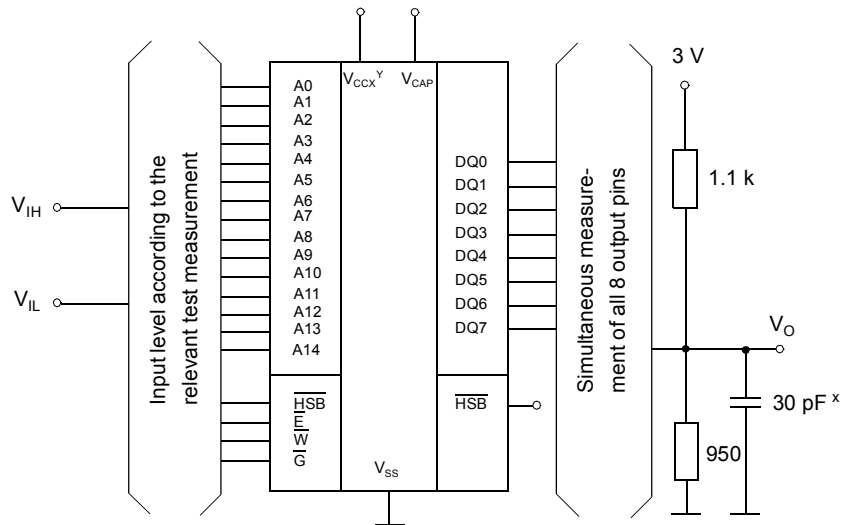 V_IH
V_IL
Input level according to the
relevant test measurement
A0
A1
A2
A3
A4
A5
A6
A7
A8
A9
A10
A11
A12
A13
A14
HSB
E
W
G
V_CCX^Y
V_CAP
V_SS
DQ0
DQ1
DQ2
DQ3
DQ4
DQ5
DQ6
DQ7
HSB
Simultaneous measure-
ment of all 8 output pins
3 V
1.1 k
V_O
30 pF ^x
950